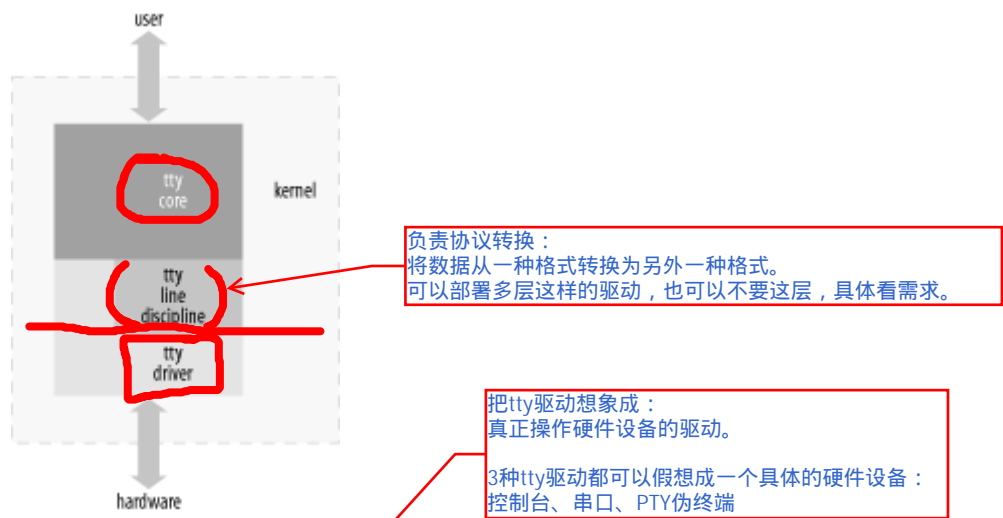 user
tty
core
kernel
tty
line
discipline
tty
driver
hardware
负责协议转换：
将数据从一种格式转换为另外一种格式。
可以部署多层这样的驱动，也可以不要这层，具体看需求。
把tty驱动想象成：
真正操作硬件设备的驱动。
3种tty驱动都可以假想成一个具体的硬件设备：
控制台、串口、PTY伪终端